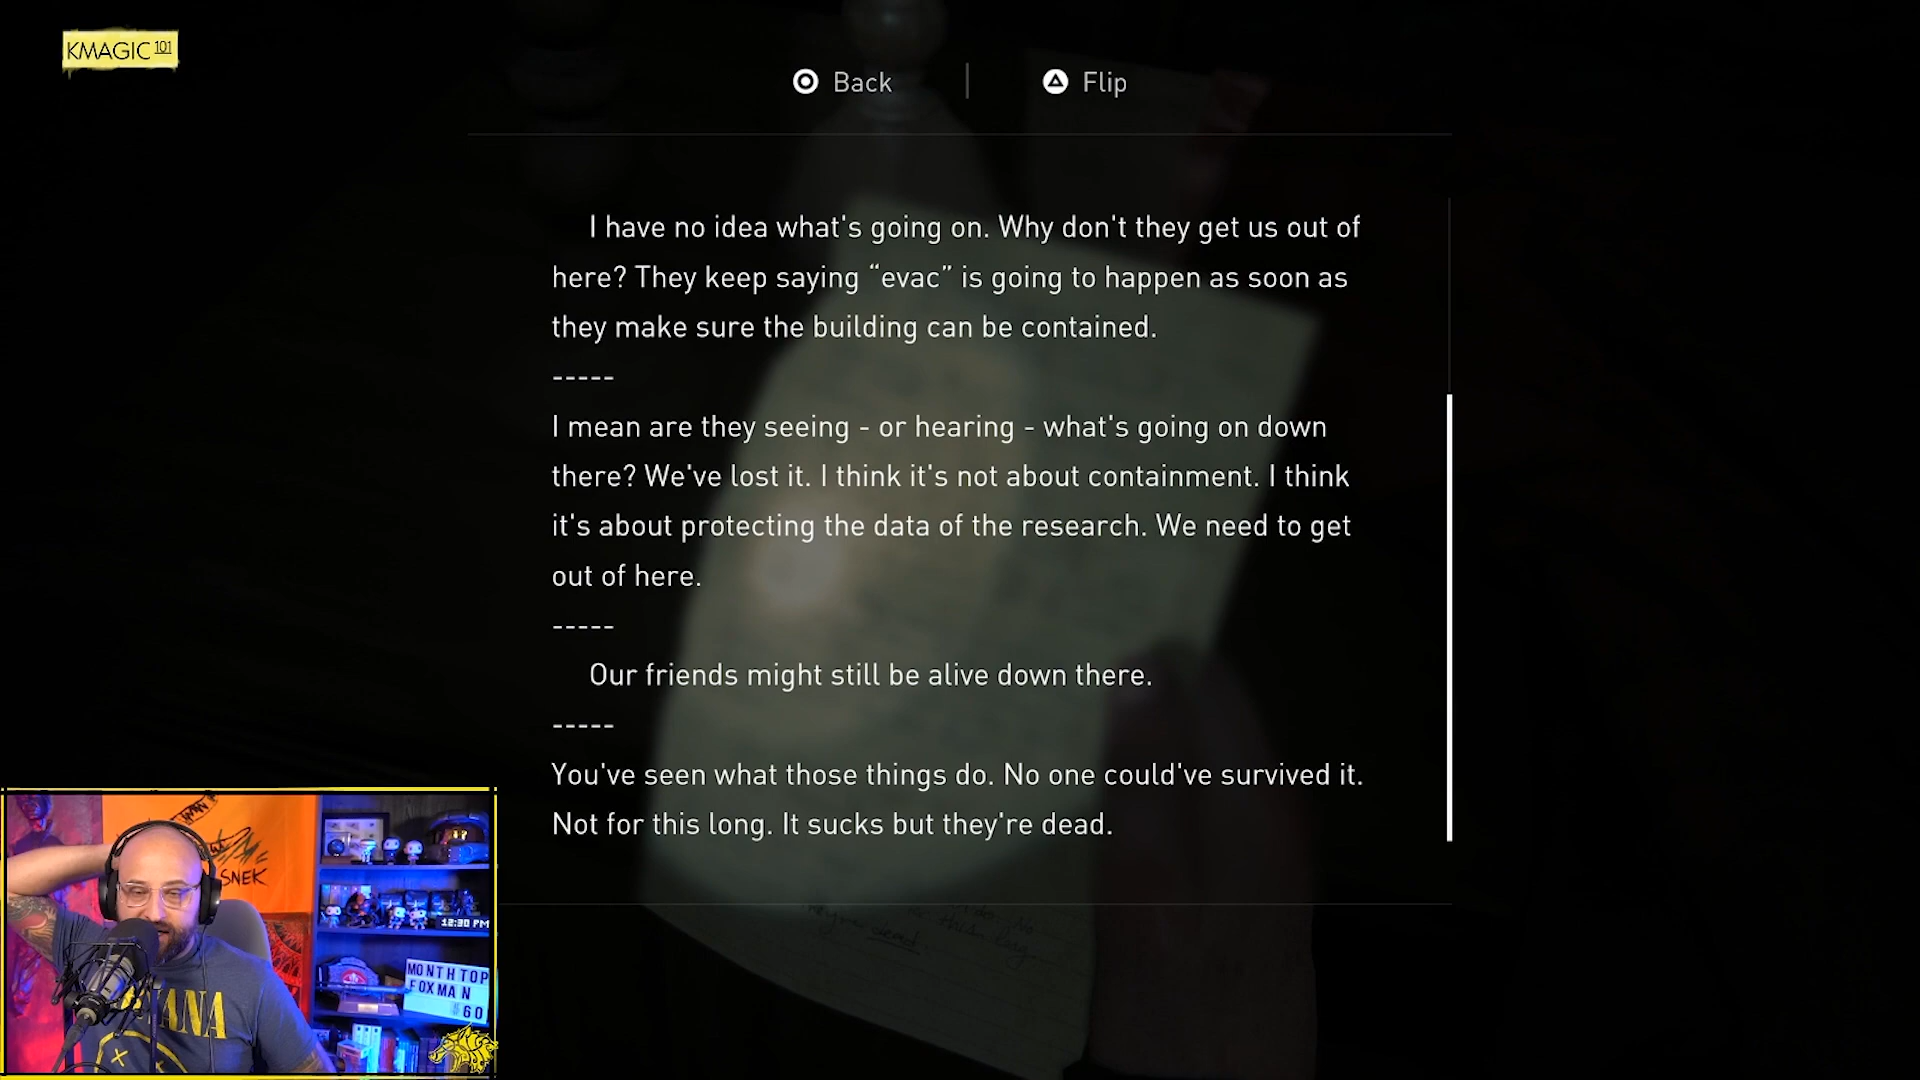 KMAGIC 101
Back
Flip
I have no idea what's going on. Why don't they get us out of
here? They keep saying “evac” is going to happen as soon as
they make sure the building can be contained.
-----
I mean are they seeing - or hearing - what's going on down
there? We've lost it. I think it's not about containment. I think
it's about protecting the data of the research. We need to get
out of here.
-----
Our friends might still be alive down there.
-----
You've seen what those things do. No one could've survived it.
Not for this long. It sucks but they're dead.
SNEK
12:30 PM
MONTH TOP
FOXMAN
#60